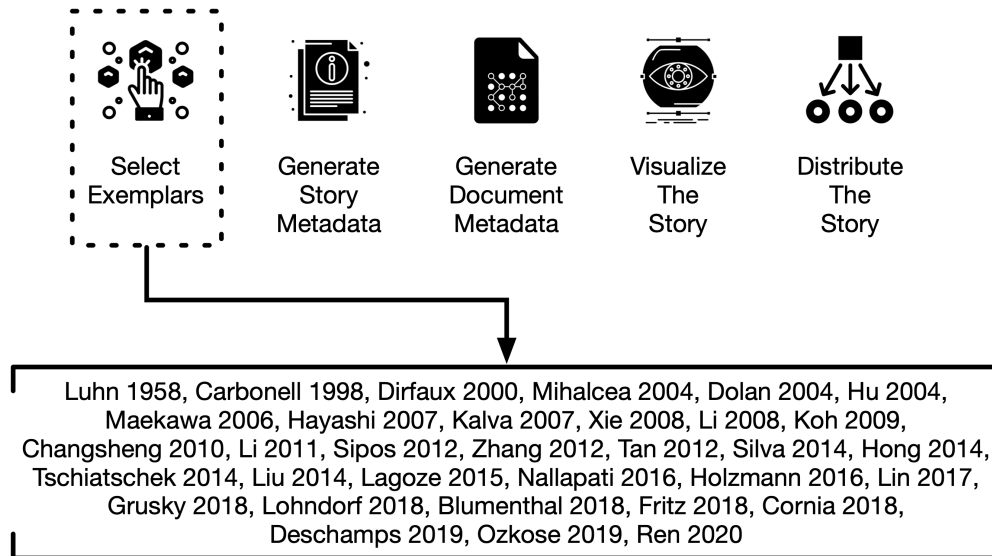 Select
Exemplars
Generate
Story
Metadata
Generate
Document
Metadata
Visualize
The
Story
Distribute
The
Story
Luhn 1958, Carbonell 1998, Dirfaux 2000, Mihalcea 2004, Dolan 2004, Hu 2004,
Maekawa 2006, Hayashi 2007, Kalva 2007, Xie 2008, Li 2008, Koh 2009,
Changsheng 2010, Li 2011, Sipos 2012, Zhang 2012, Tan 2012, Silva 2014, Hong 2014,
Tschiatschek 2014, Liu 2014, Lagoze 2015, Nallapati 2016, Holzmann 2016, Lin 2017,
Grusky 2018, Lohndorf 2018, Blumenthal 2018, Fritz 2018, Cornia 2018,
Deschamps 2019, Ozkose 2019, Ren 2020